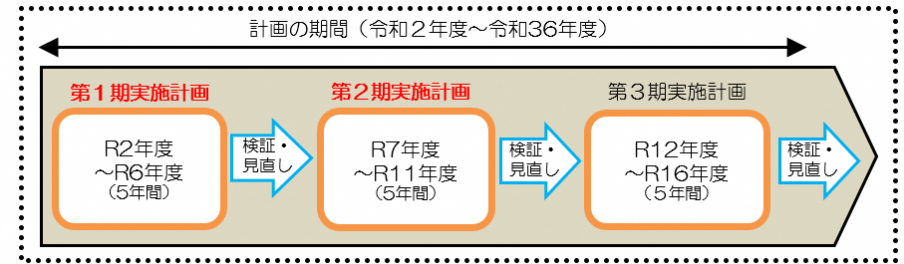 計画の期間（令和２年度～令和36年度）
第１期実施計画
R2年度
～R6年度
（5年間）
検証・
見直し
第２期実施計画
R7年度
～R11年度
（5年間）
検証・
見直し
第３期実施計画
R12年度
～R16年度
（5年間）
検証・
見直し